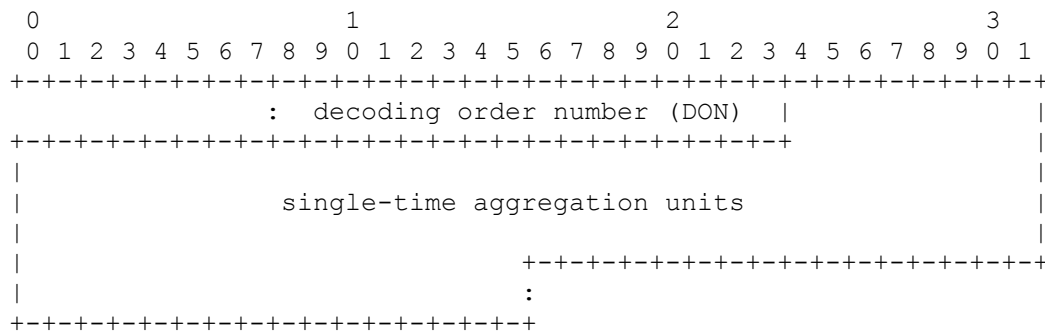 0                   1                   2                   3
 0 1 2 3 4 5 6 7 8 9 0 1 2 3 4 5 6 7 8 9 0 1 2 3 4 5 6 7 8 9 0 1
+-+-+-+-+-+-+-+-+-+-+-+-+-+-+-+-+-+-+-+-+-+-+-+-+-+-+-+-+-+-+-+-+
                :  decoding order number (DON)  |               |
+-+-+-+-+-+-+-+-+-+-+-+-+-+-+-+-+-+-+-+-+-+-+-+-+               |
|                                                               |
|                single-time aggregation units                  |
|                                                               |
|                               +-+-+-+-+-+-+-+-+-+-+-+-+-+-+-+-+
|                               :
+-+-+-+-+-+-+-+-+-+-+-+-+-+-+-+-+